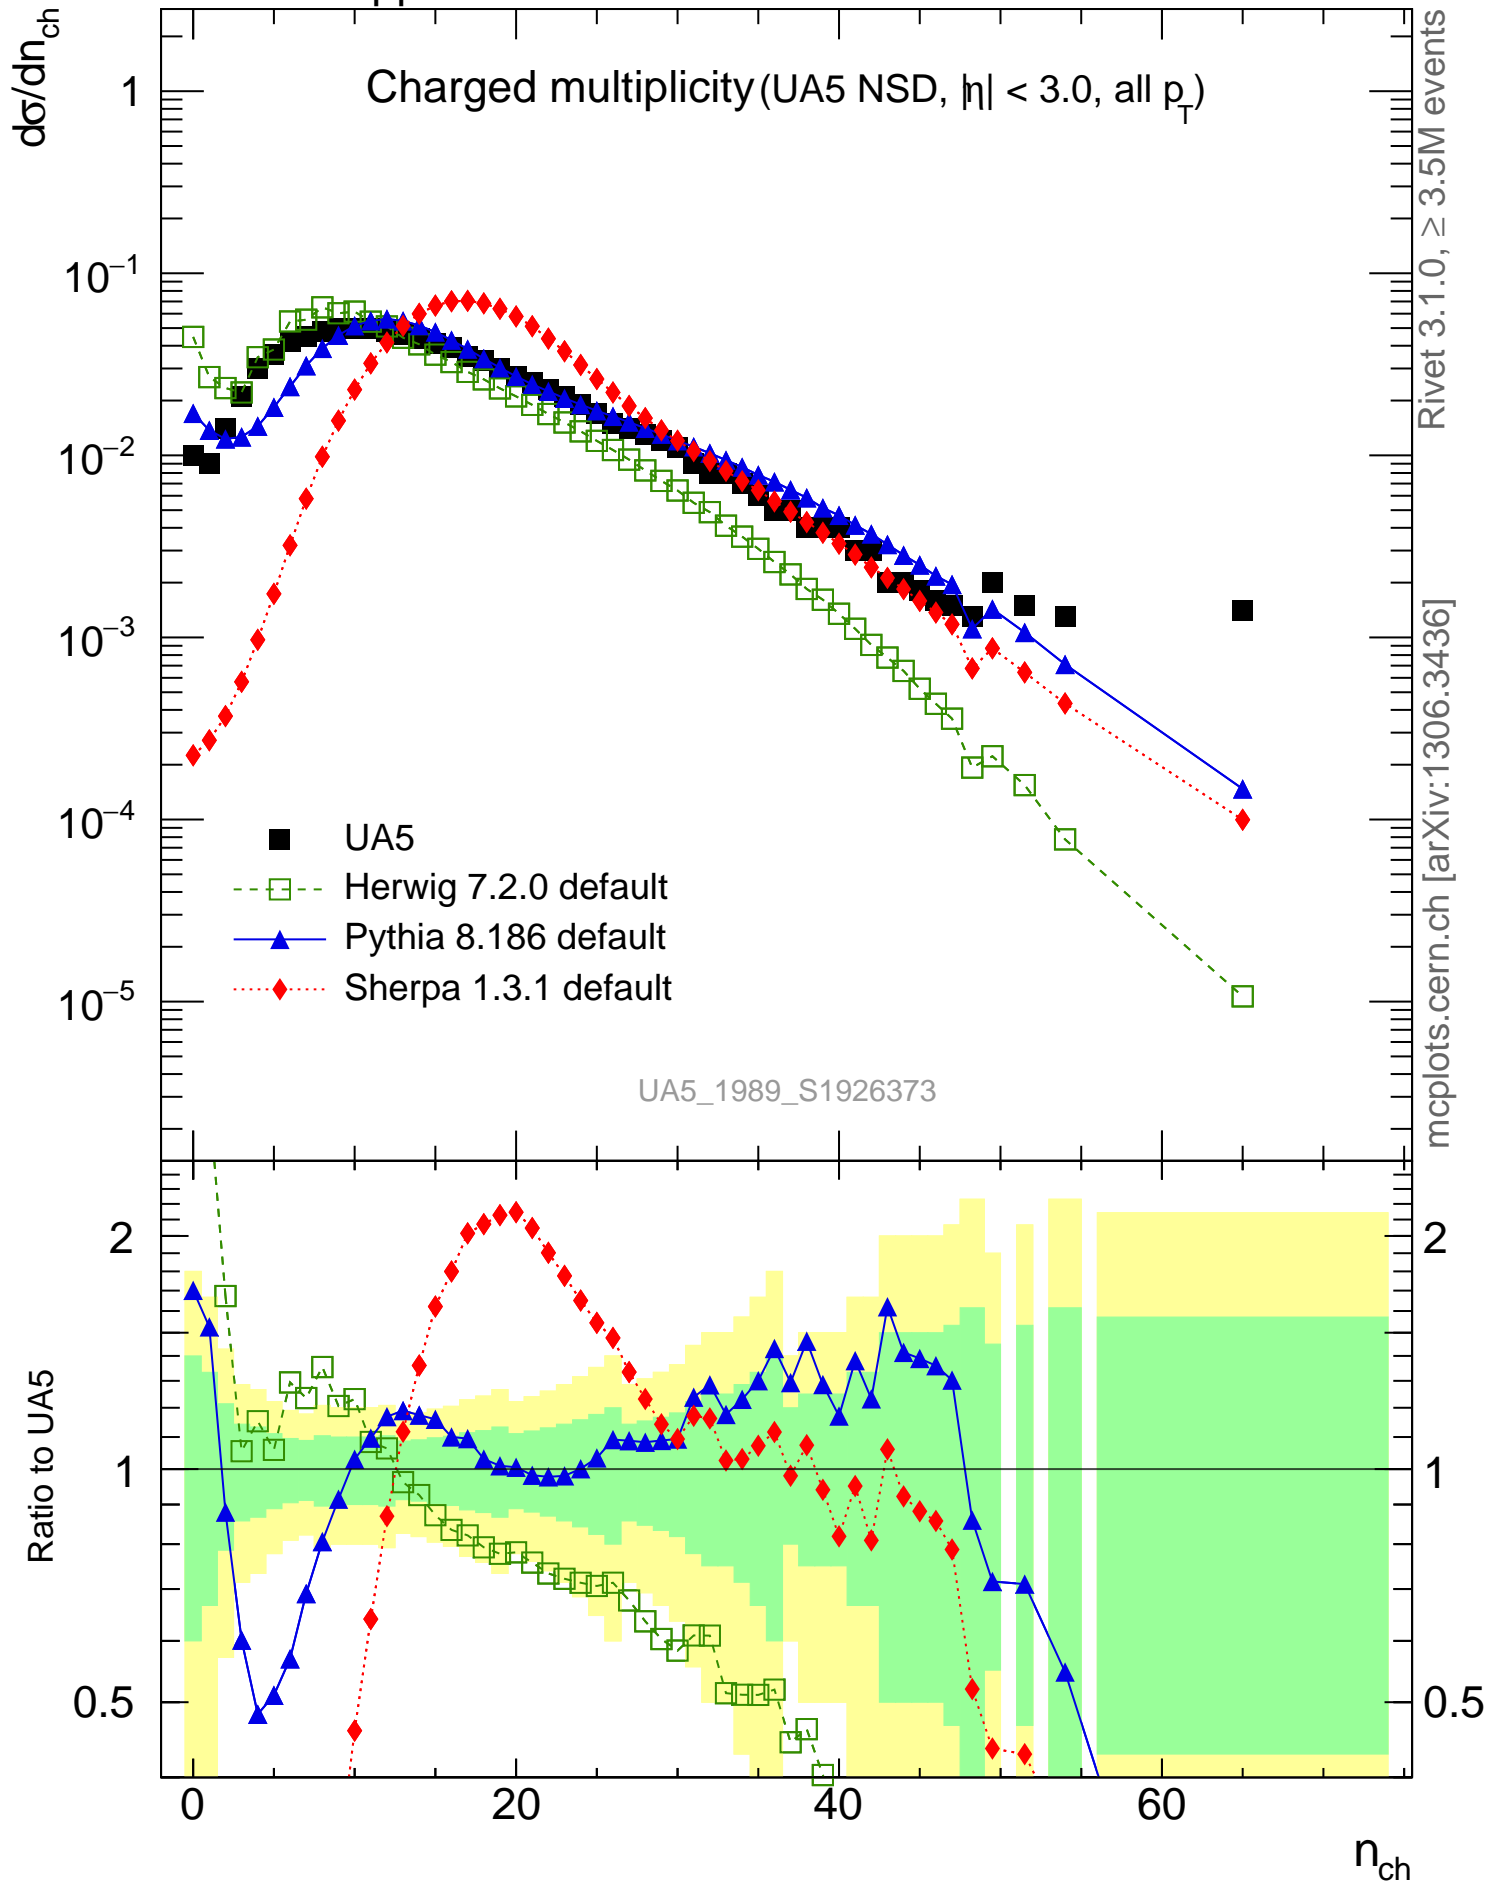 dσ/dn_ch
Charged multiplicity (UA5 NSD, |η| < 3.0, all p_T)
1
10^−1
10^−2
10^−3
10^−4
10^−5
UA5
Herwig 7.2.0 default
Pythia 8.186 default
Sherpa 1.3.1 default
UA5_1989_S1926373
Rivet 3.1.0, ≥ 3.5M events
mcplots.cern.ch [arXiv:1306.3436]
Ratio to UA5
2
1
0.5
2
1
0.5
0 20 40 60
n_ch